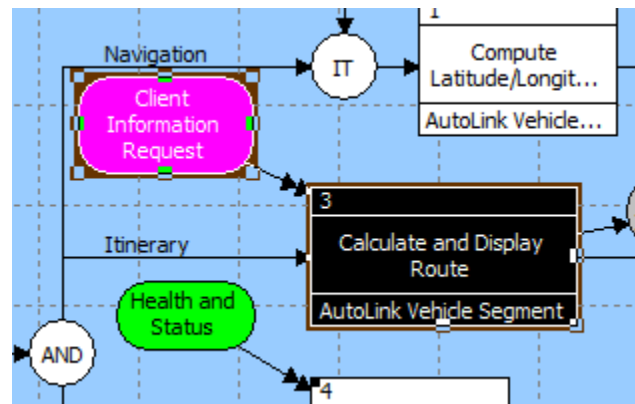 1
Navigation
IT
Compute
Latitude/Longit...
AutoLink Vehicle...
Client
Information
Request
3
Calculate and Display
Route
AutoLink Vehicle Segment
Itinerary
Health and
Status
AND
4